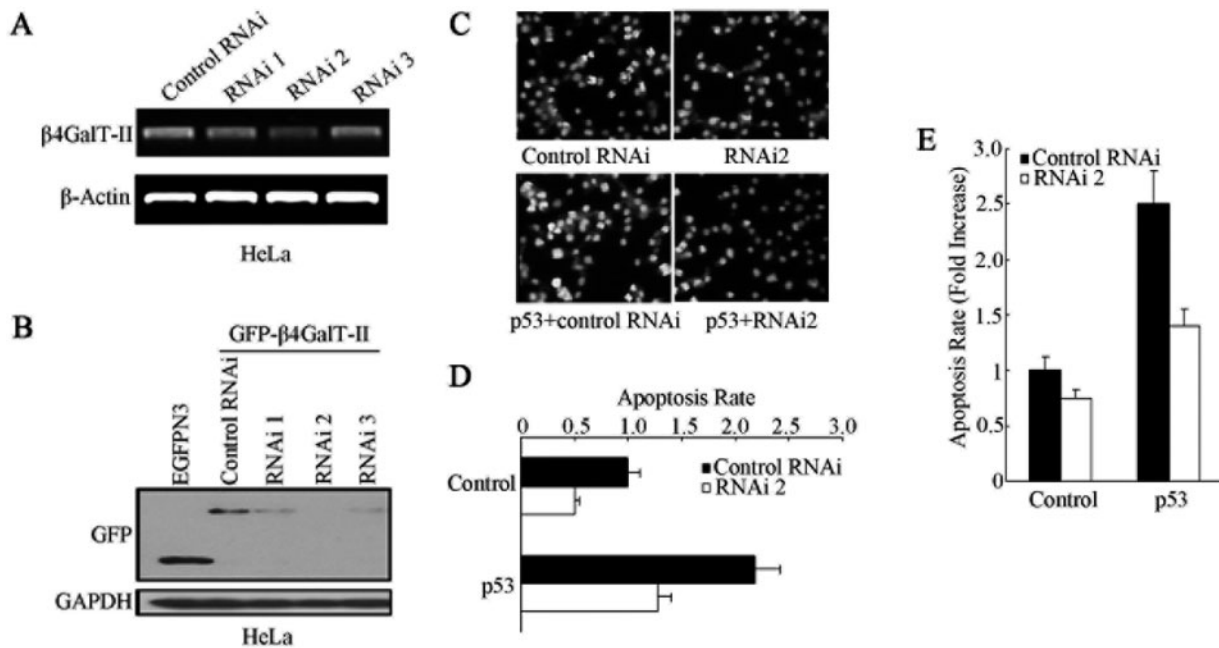 A
Control RNAi
RNAi 1
RNAi 2
RNAi 3
β4GalT-II
β-Actin
HeLa
B
GFP-β4GalT-II
EGFPN3
Control RNAi
RNAi 1
RNAi 2
RNAi 3
GFP
GAPDH
HeLa
C
Control RNAi
RNAi2
p53+control RNAi
p53+RNAi2
D
Apoptosis Rate
0 0.5 1.0 1.5 2.0 2.5 3.0
Control RNAi
RNAi 2
Control
p53
E
Apoptosis Rate (Fold Increase)
3.0
2.5
2.0
1.5
1
0.5
0
Control RNAi
RNAi 2
Control
p53